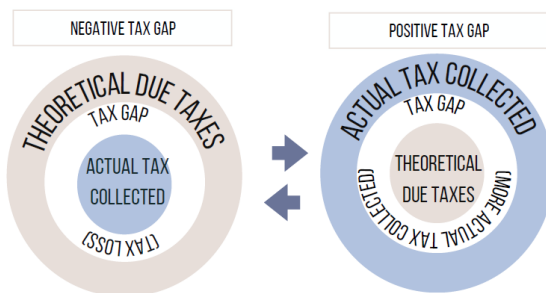 NEGATIVE TAX GAP
THEORETICAL DUE TAXES
TAX GAP
ACTUAL TAX
COLLECTED
(TAX LOSS)
POSITIVE TAX GAP
ACTUAL TAX COLLECTED
TAX GAP
THEORETICAL
DUE TAXES
(MORE ACTUAL TAX COLLECTED)